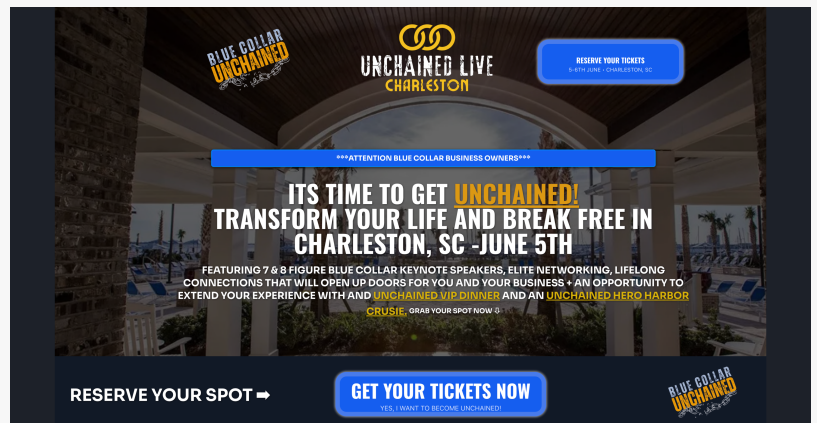 BLUE COLLAR
UNCHAINED
UNCHAINED LIVE
CHARLESTON
RESERVE YOUR TICKETS
5-6TH JUNE - CHARLESTON, SC
***ATTENTION BLUE COLLAR BUSINESS OWNERS***
ITS TIME TO GET UNCHAINED!
TRANSFORM YOUR LIFE AND BREAK FREE IN
CHARLESTON, SC -JUNE 5TH
FEATURING 7 & 8 FIGURE BLUE COLLAR KEYNOTE SPEAKERS, ELITE NETWORKING, LIFELONG
CONNECTIONS THAT WILL OPEN UP DOORS FOR YOU AND YOUR BUSINESS + AN OPPORTUNITY TO
EXTEND YOUR EXPERIENCE WITH AND UNCHAINED VIP DINNER AND AN UNCHAINED HERO HARBOR
CRUSIE. GRAB YOUR SPOT NOW ⇩
RESERVE YOUR SPOT ➡
GET YOUR TICKETS NOW
YES, I WANT TO BECOME UNCHAINED!
BLUE COLLAR
UNCHAINED